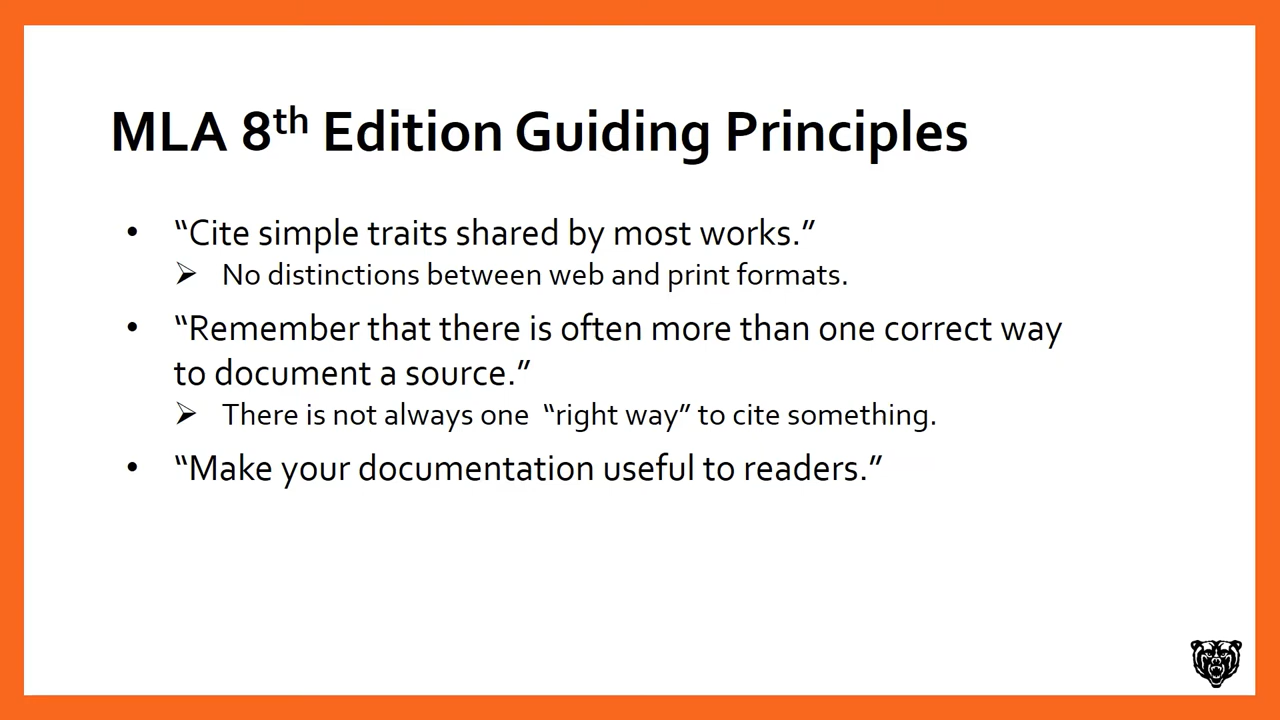 MLA 8th Edition Guiding Principles
• “Cite simple traits shared by most works.”
➢ No distinctions between web and print formats.
• “Remember that there is often more than one correct way
to document a source.”
➢ There is not always one “right way” to cite something.
• “Make your documentation useful to readers.”